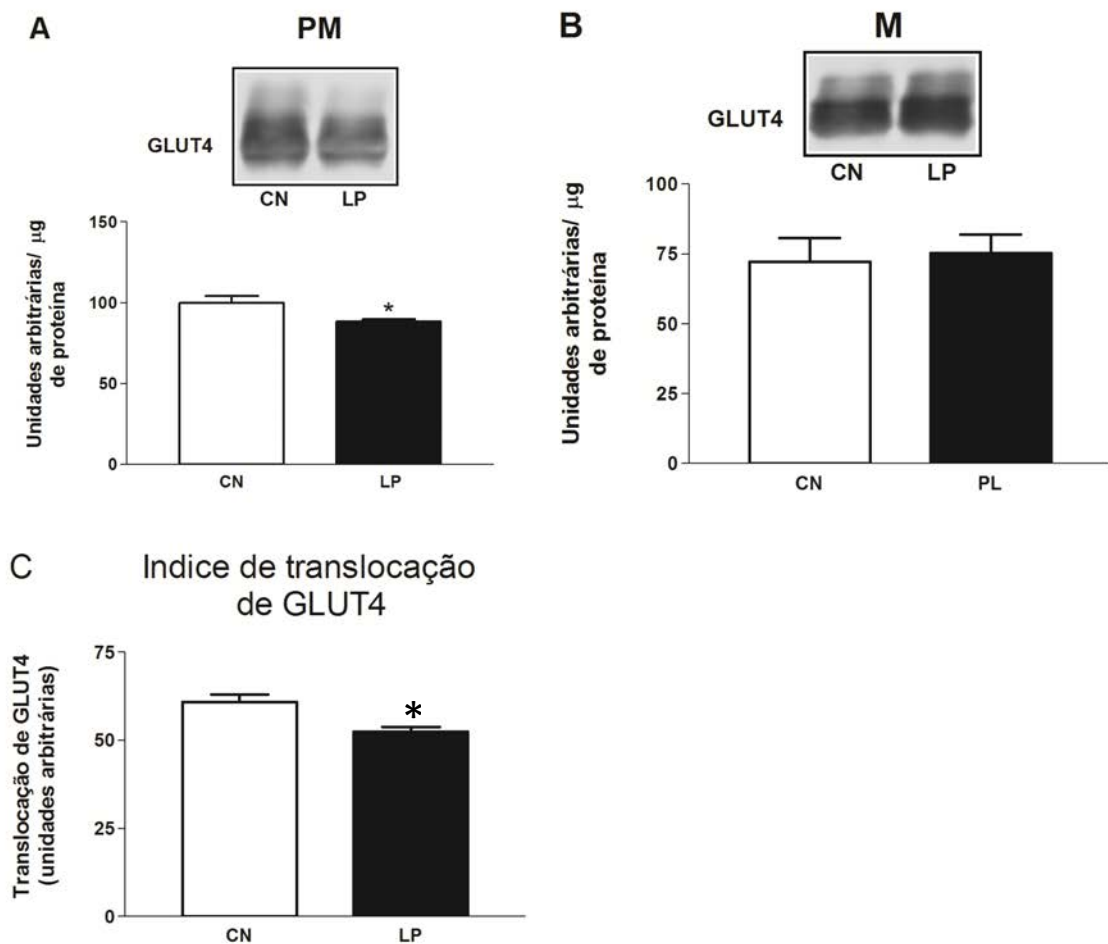 A
PM
GLUT4
CN LP
Unidades arbitrárias/ μg
de proteína
150
100
50
0
*
CN LP
B
M
GLUT4
CN LP
Unidades arbitrárias/ μg
de proteína
100
75
50
25
0
CN PL
C
Indice de translocação
de GLUT4
Translocação de GLUT4
(unidades arbitrárias)
75
50
25
0
*
CN LP